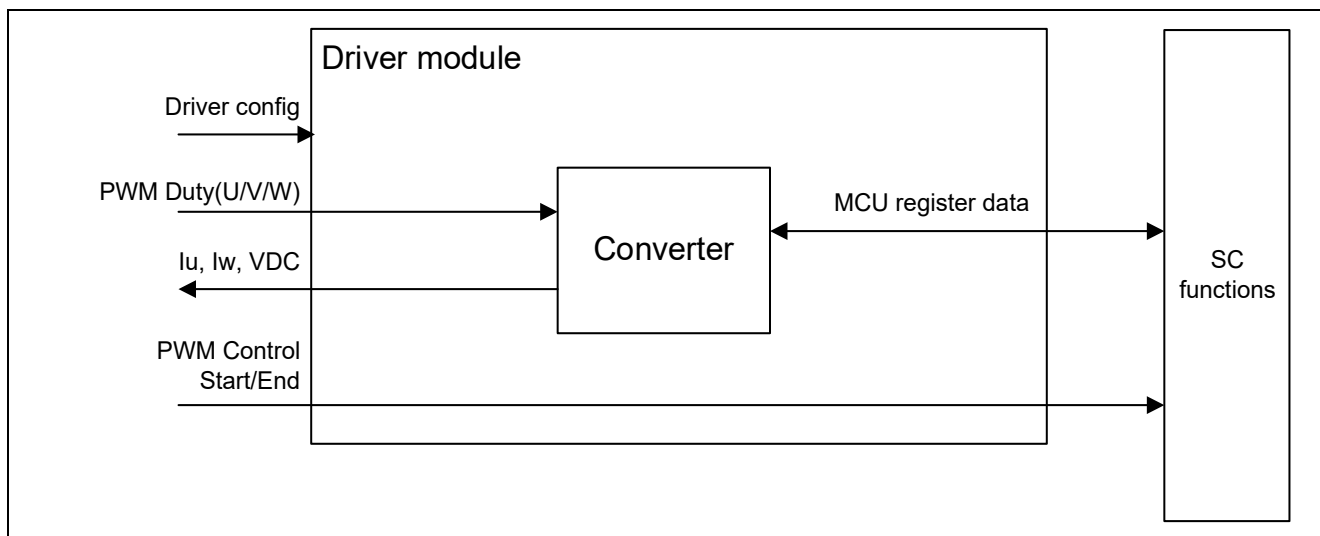 Driver module
Driver config
PWM Duty(U/V/W)
MCU register data
Converter
Iu, Iw, VDC
SC
functions
PWM Control
Start/End